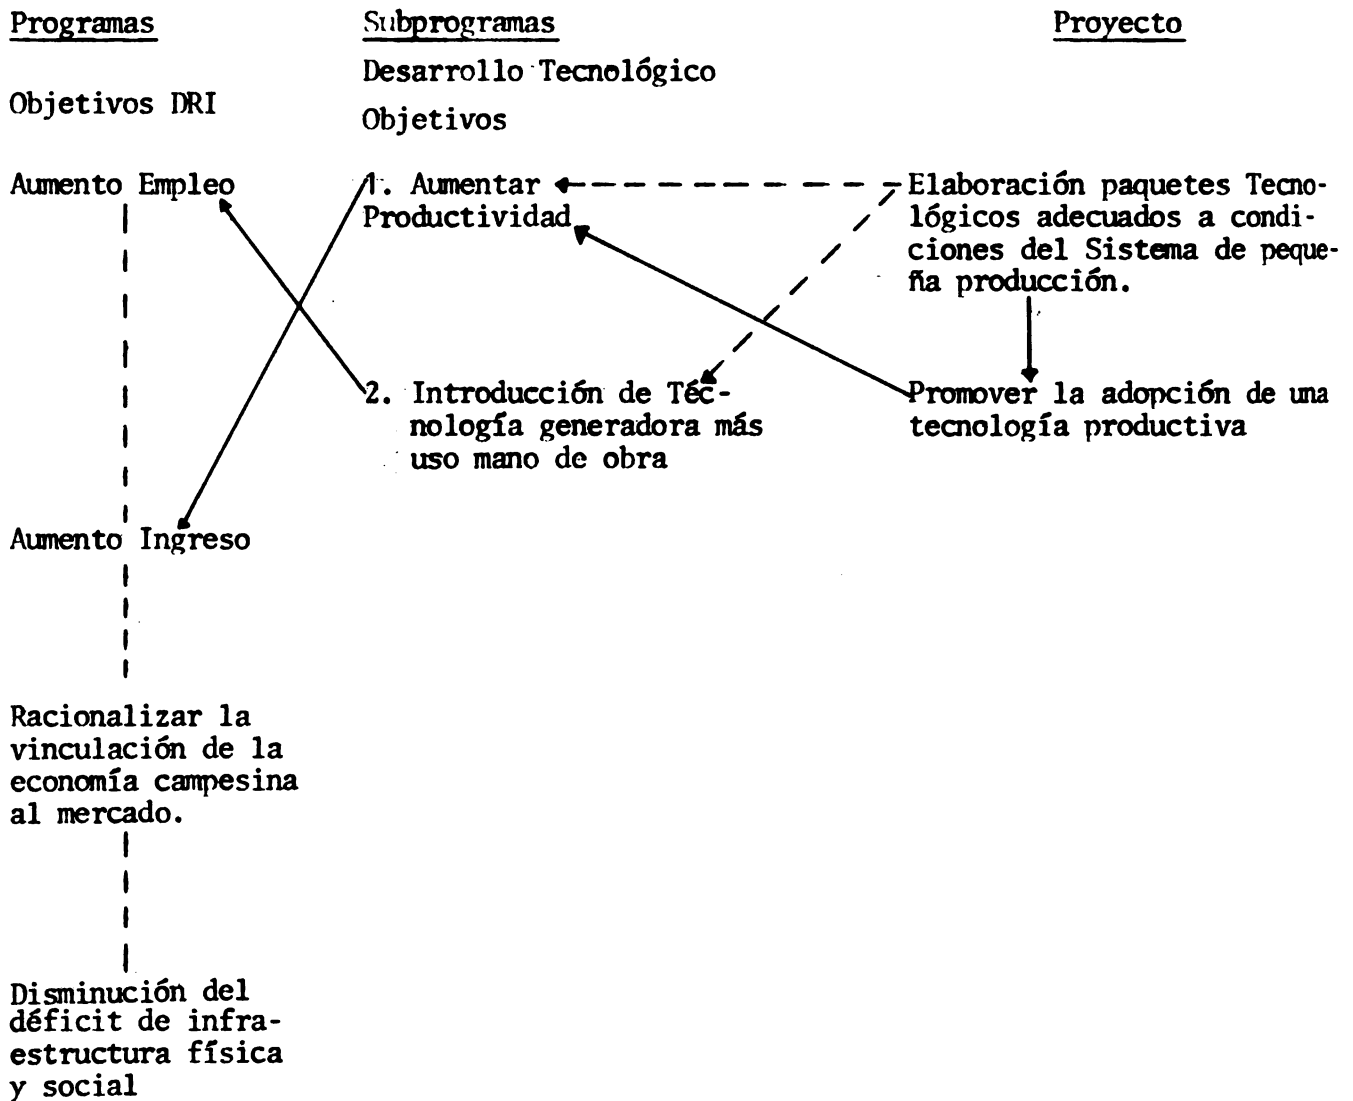 Programas
Subprogramas
Proyecto
Desarrollo Tecnológico
Objetivos DRI
Objetivos
Aumento Empleo
1. Aumentar
Productividad
Elaboración paquetes Tecno-
lógicos adecuados a condi-
ciones del Sistema de peque-
ña producción.
2. Introducción de Téc-
nología generadora más
uso mano de obra
Promover la adopción de una
tecnología productiva
Aumento Ingreso
Racionalizar la
vinculación de la
economía campesina
al mercado.
Disminución del
déficit de infra-
estructura física
y social